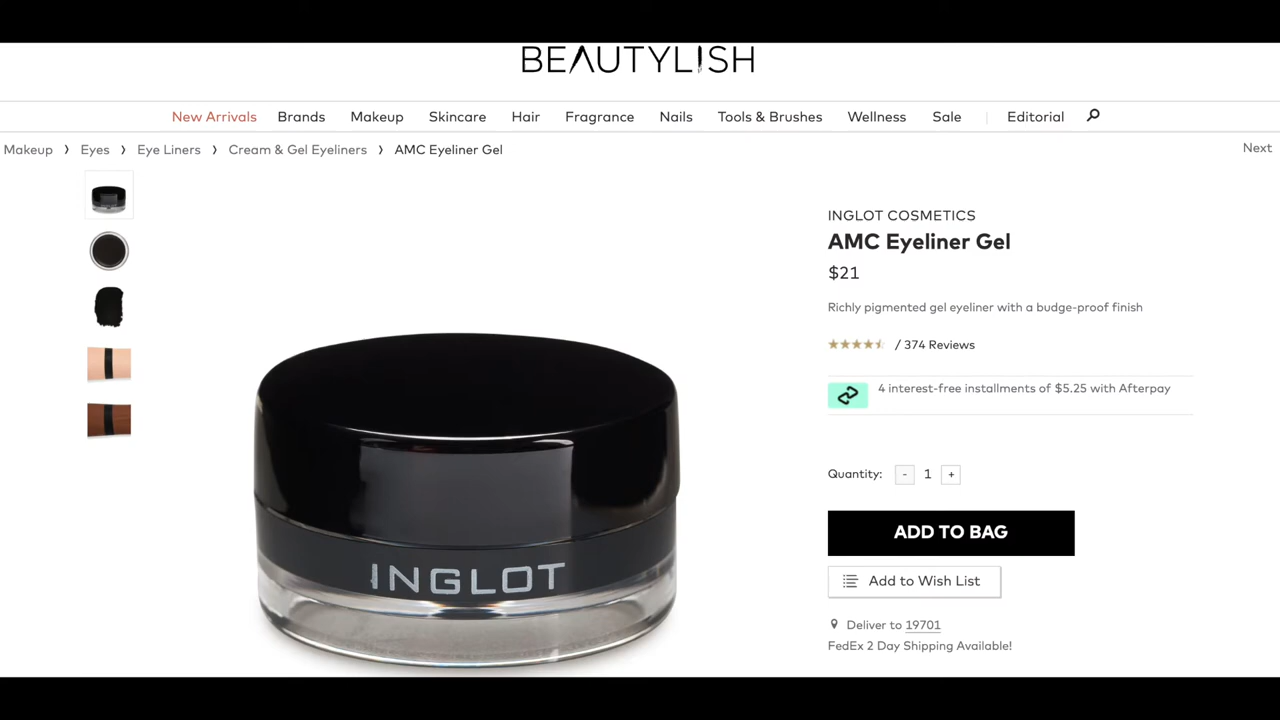 BEAUTYLISH
New Arrivals Brands Makeup Skincare Hair Fragrance Nails Tools & Brushes Wellness Sale | Editorial
Makeup > Eyes > Eye Liners > Cream & Gel Eyeliners > AMC Eyeliner Gel
Next
INGLOT COSMETICS
AMC Eyeliner Gel
$21
Richly pigmented gel eyeliner with a budge-proof finish
/ 374 Reviews
4 interest-free installments of $5.25 with Afterpay
Quantity: - 1 +
ADD TO BAG
Add to Wish List
Deliver to 19701
FedEx 2 Day Shipping Available!
INGLOT